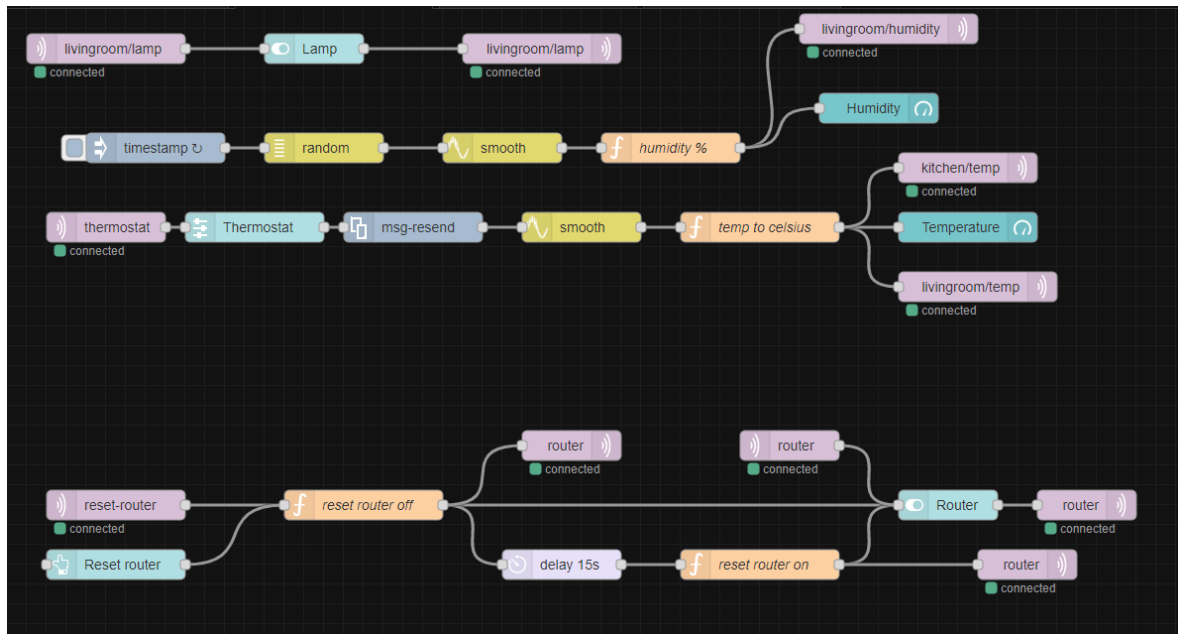 livingroom/lamp
connected
Lamp
livingroom/lamp
connected
livingroom/humidity
connected
Humidity
timestamp ↻
random
smooth
humidity %
kitchen/temp
connected
thermostat
connected
Thermostat
msg-resend
smooth
temp to celsius
Temperature
livingroom/temp
connected
router
connected
router
connected
reset-router
connected
reset router off
Router
router
connected
Reset router
delay 15s
reset router on
router
connected